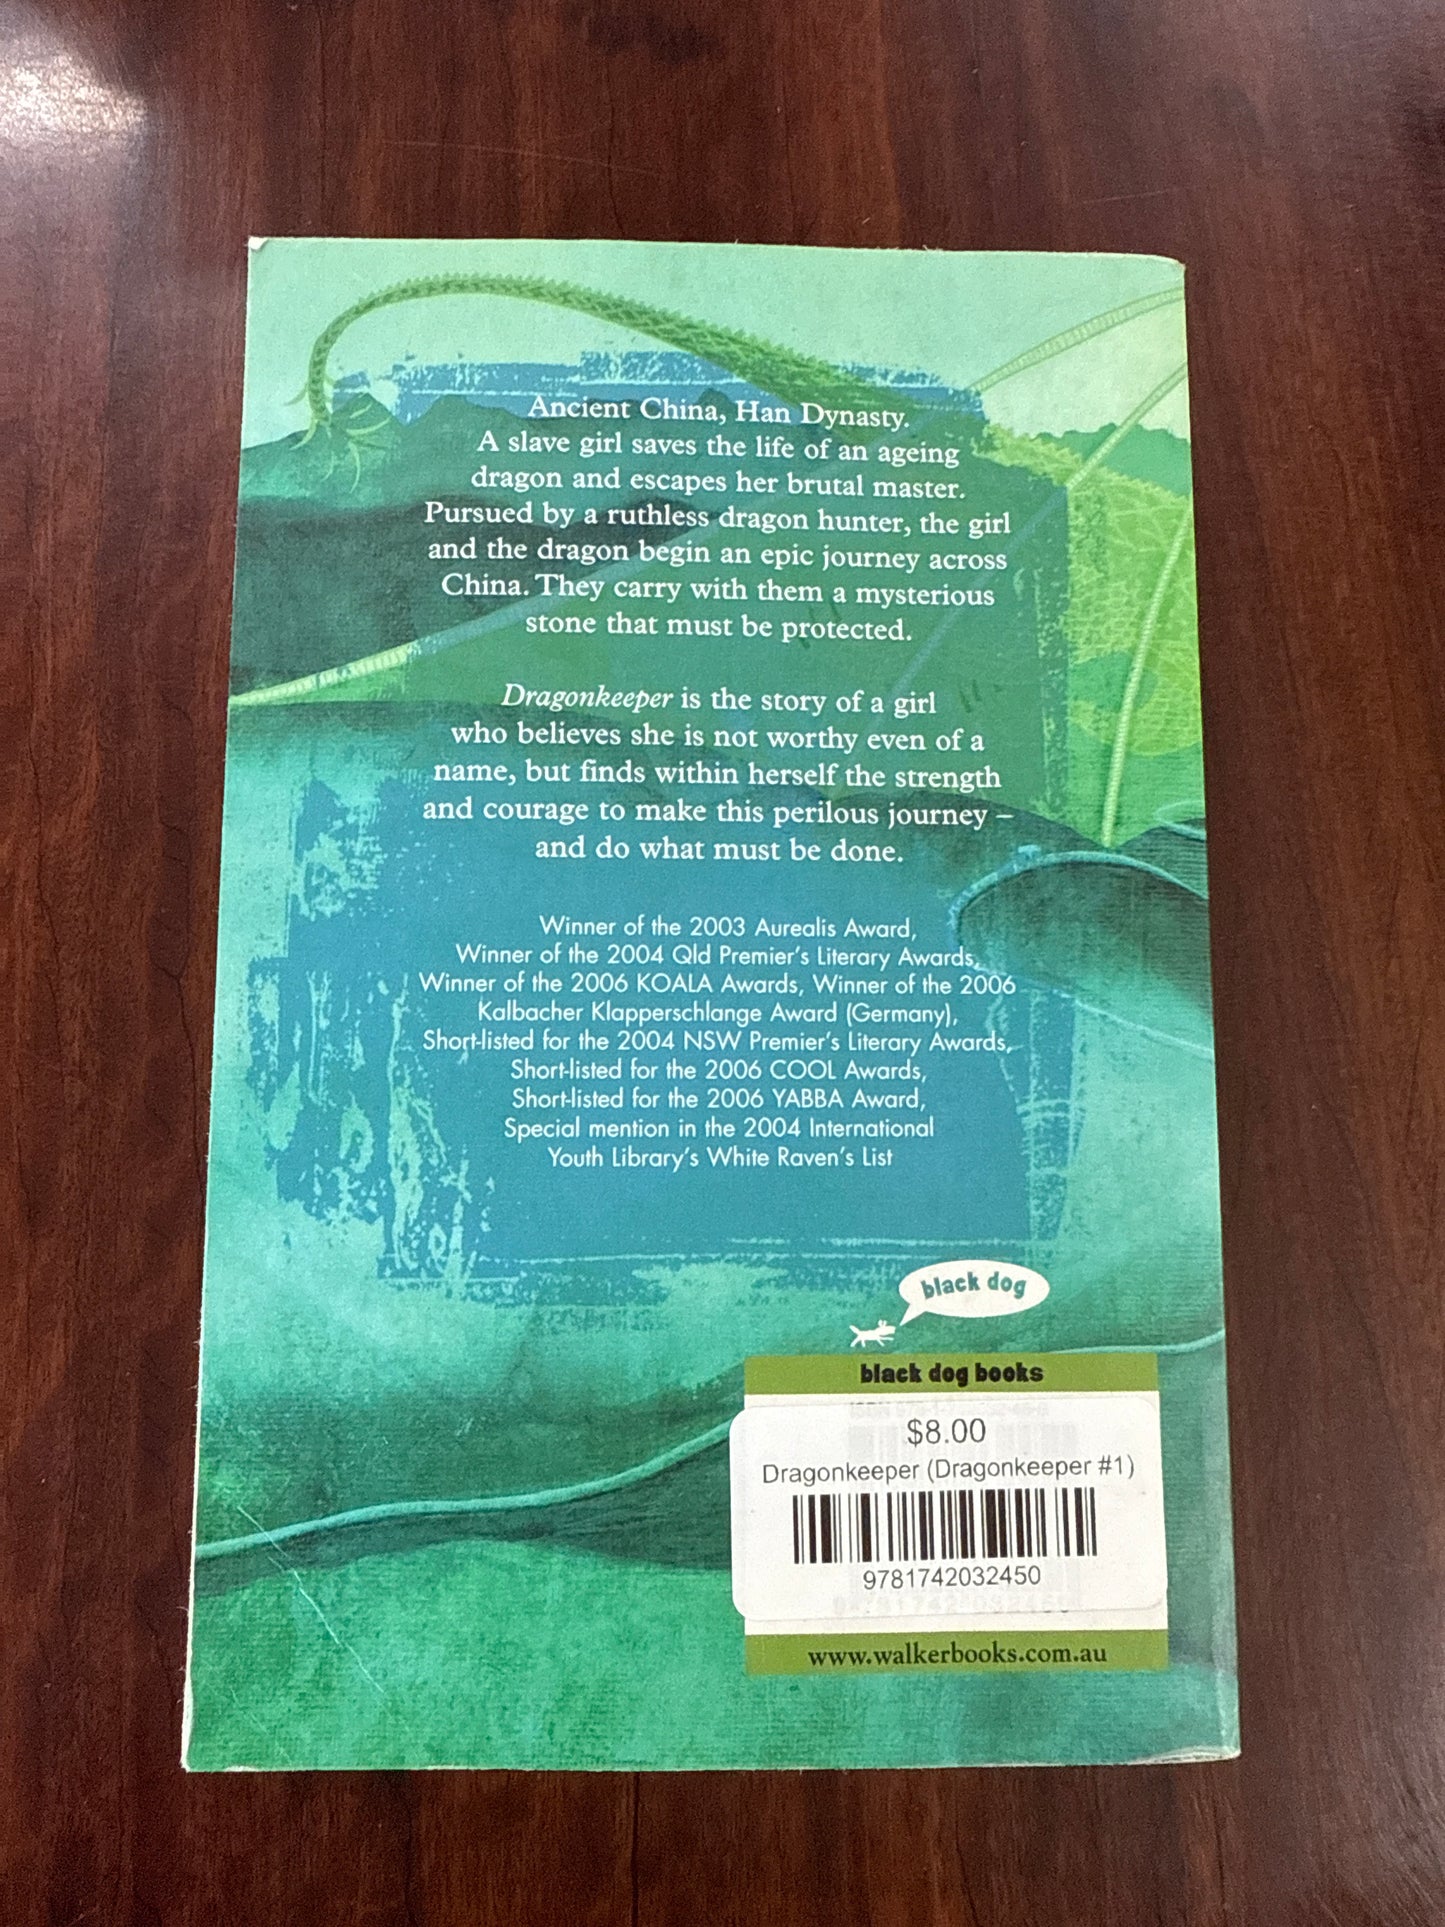 Ancient China, Han Dynasty.
A slave girl saves the life of an ageing
dragon and escapes her brutal master.
Pursued by a ruthless dragon hunter, the girl
and the dragon begin an epic journey across
China. They carry with them a mysterious
stone that must be protected.
Dragonkeeper is the story of a girl
who believes she is not worthy even of a
name, but finds within herself the strength
and courage to make this perilous journey –
and do what must be done.
Winner of the 2003 Aurealis Award,
Winner of the 2004 Qld Premier's Literary Awards,
Winner of the 2006 KOALA Awards, Winner of the 2006
Kalbacher Klapperschlange Award (Germany),
Short-listed for the 2004 NSW Premier's Literary Awards,
Short-listed for the 2006 COOL Awards,
Short-listed for the 2006 YABBA Award,
Special mention in the 2004 International
Youth Library's White Raven's List
black dog
black dog books
$8.00
Dragonkeeper (Dragonkeeper #1)
9781742032450
www.walkerbooks.com.au